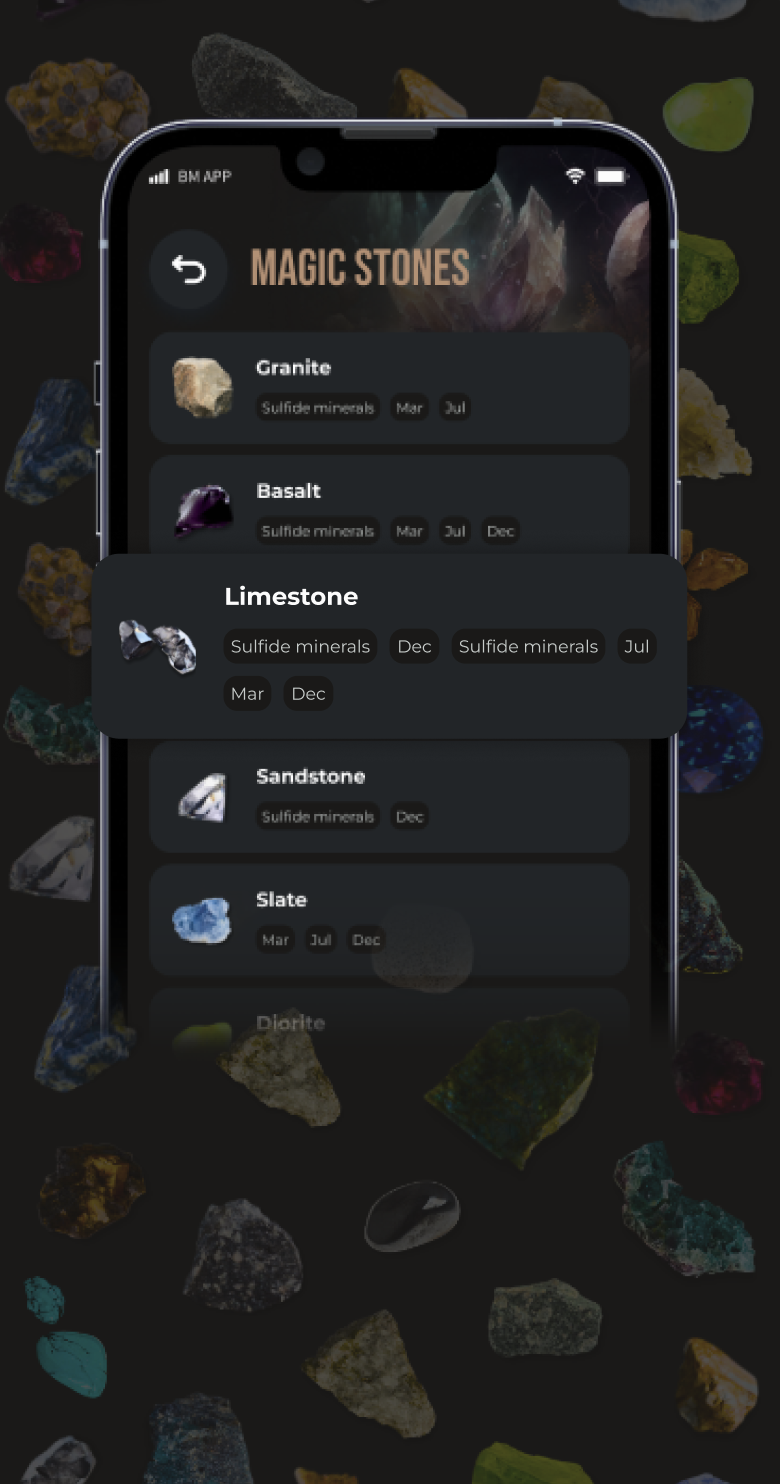 BM APP
MAGIC STONES
Granite
Sulfide minerals Mar Jul
Basalt
Sulfide minerals Mar Jul Dec
Limestone
Sulfide minerals Dec Sulfide minerals Jul
Mar Dec
Sandstone
Sulfide minerals Dec
Slate
Mar Jul Dec
Diorite